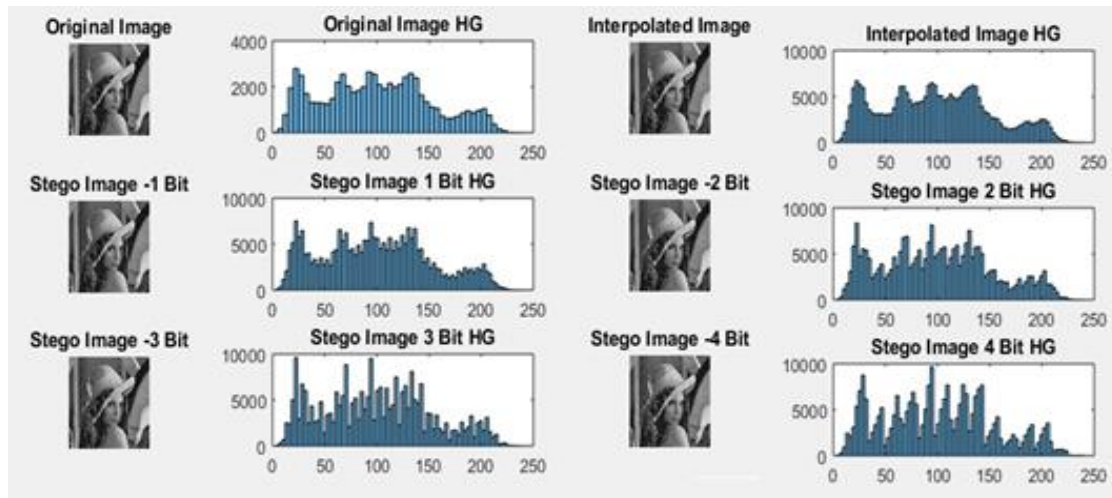 Original Image
Original Image HG
4000
2000
0
0 50 100 150 200 250
Interpolated Image
Interpolated Image HG
10000
5000
0
0 50 100 150 200 250
Stego Image -1 Bit
Stego Image 1 Bit HG
10000
5000
0
0 50 100 150 200 250
Stego Image -2 Bit
Stego Image 2 Bit HG
10000
5000
0
0 50 100 150 200 250
Stego Image -3 Bit
Stego Image 3 Bit HG
10000
5000
0
0 50 100 150 200 250
Stego Image -4 Bit
Stego Image 4 Bit HG
10000
5000
0
0 50 100 150 200 250